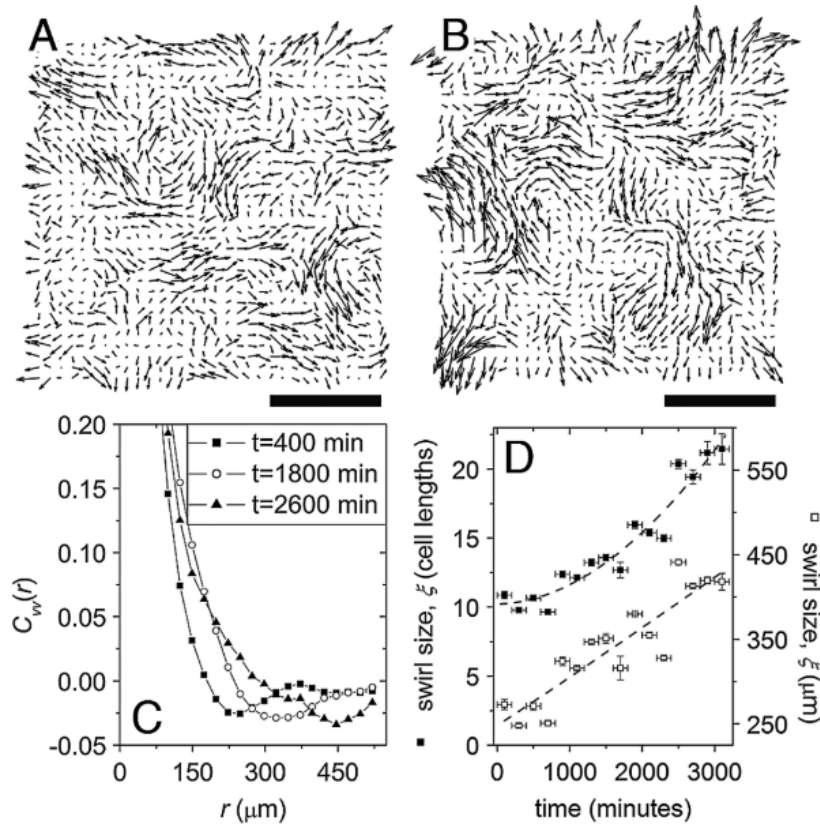 A
B
0.20
0.15
0.10
0.05
0.00
-0.05
C_vv(r)
t=400 min
t=1800 min
t=2600 min
C
0 150 300 450
r (μm)
swirl size, ξ (cell lengths)
20
15
10
5
0
D
550
450
350
250
swirl size, ξ (μm)
0 1000 2000 3000
time (minutes)